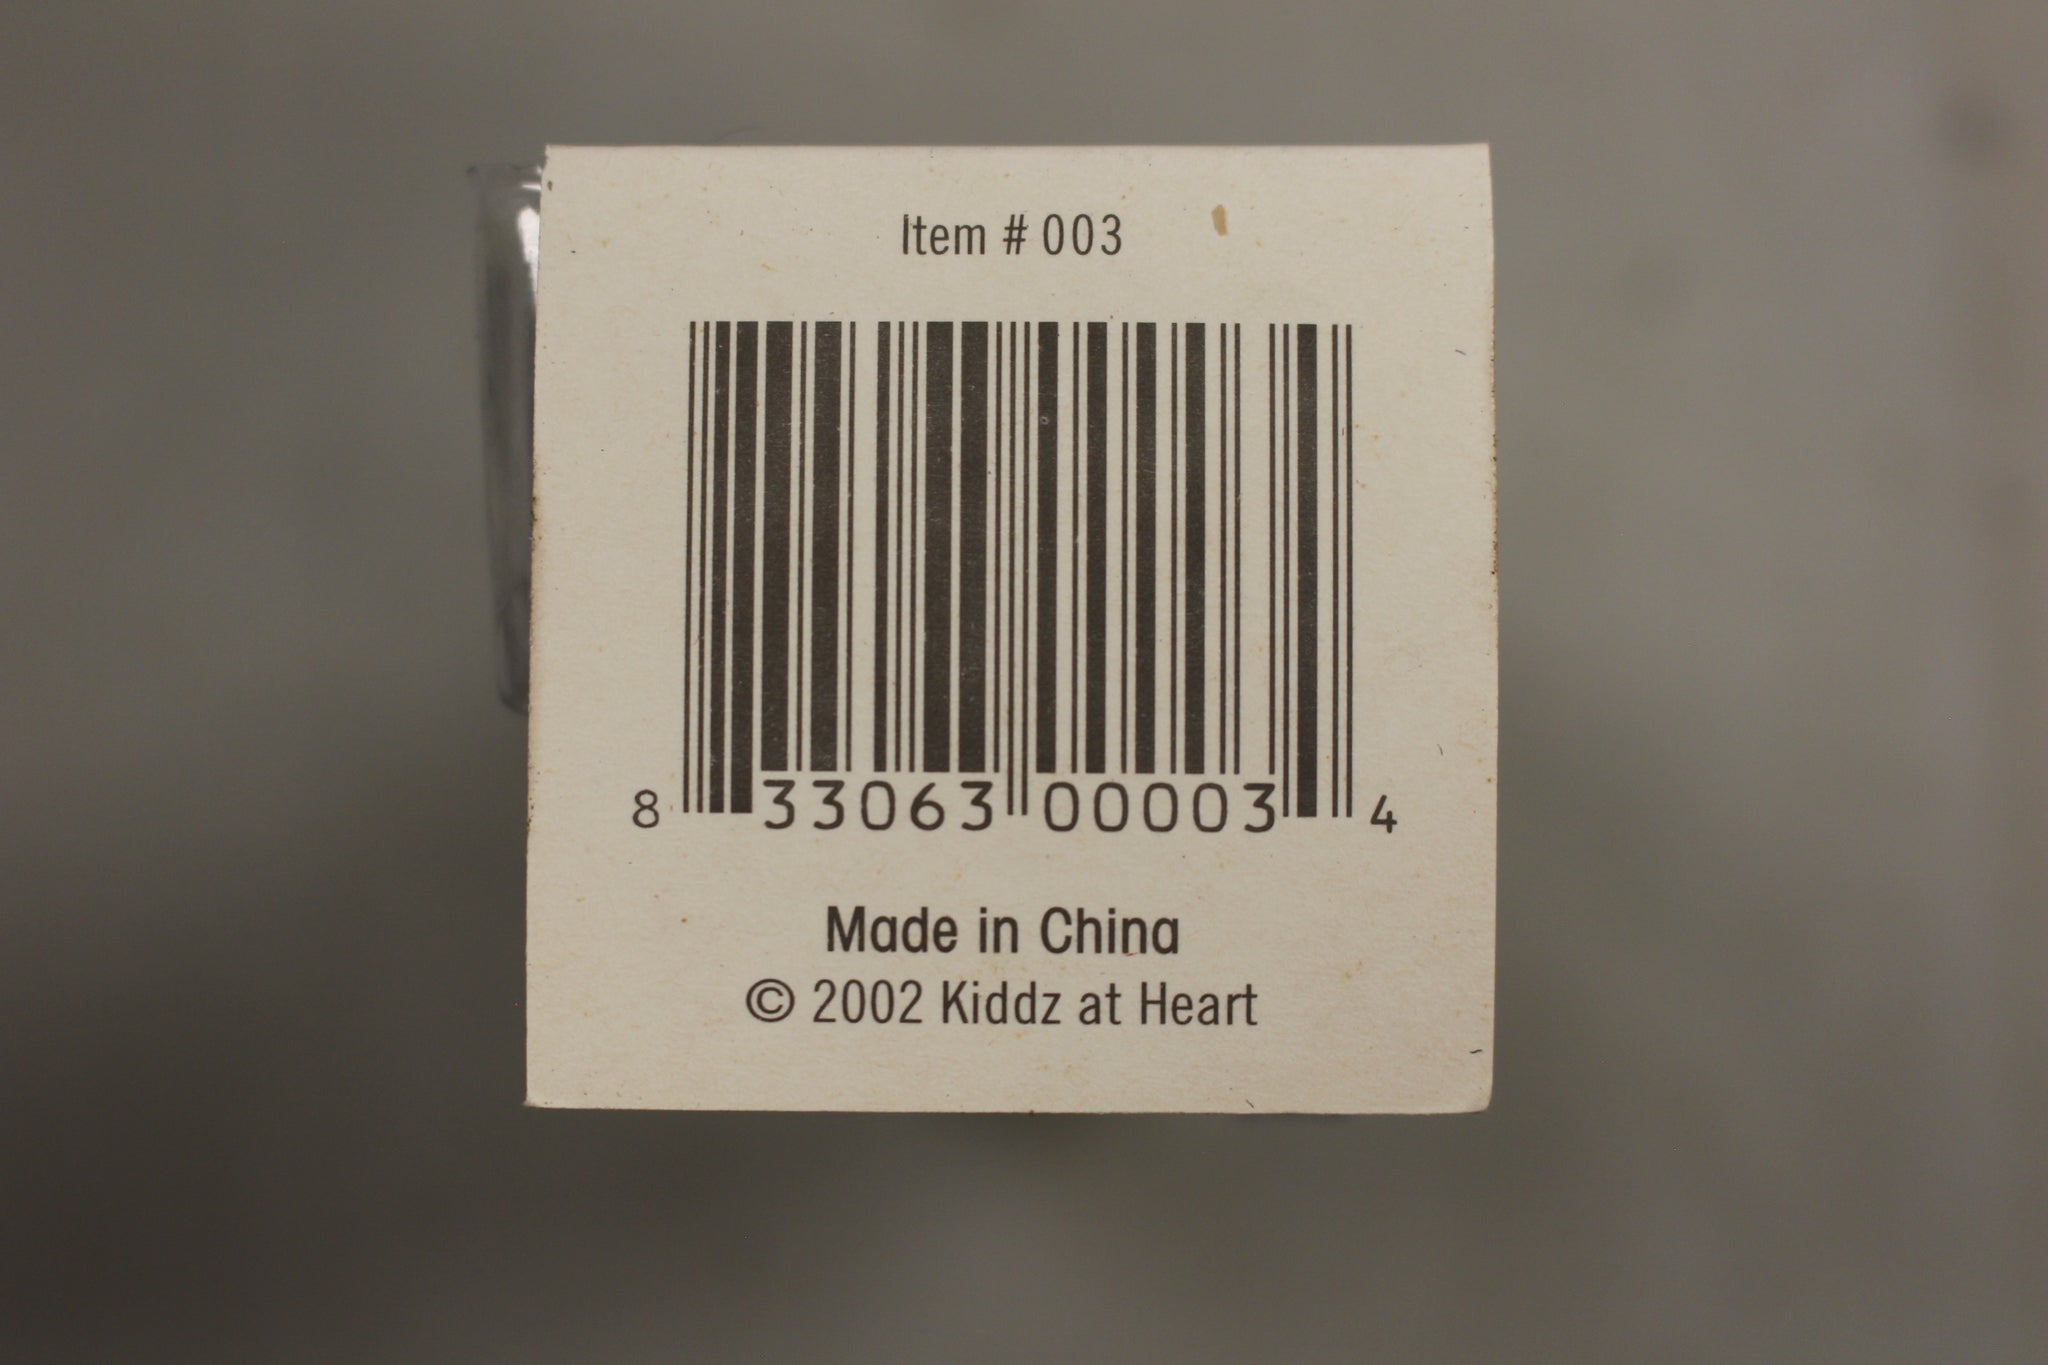 Item # 003
8 33063 00003 4
Made in China
© 2002 Kiddz at Heart